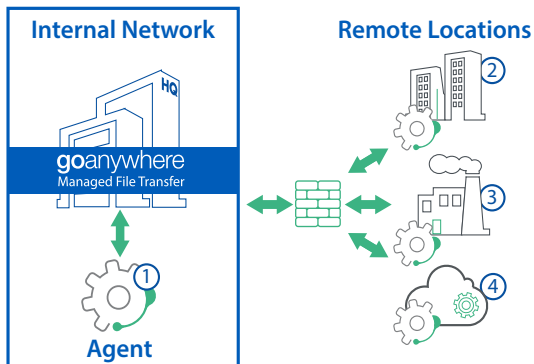 Internal Network
HQ
goanywhere
Managed File Transfer
1
Agent
Remote Locations
2
3
4